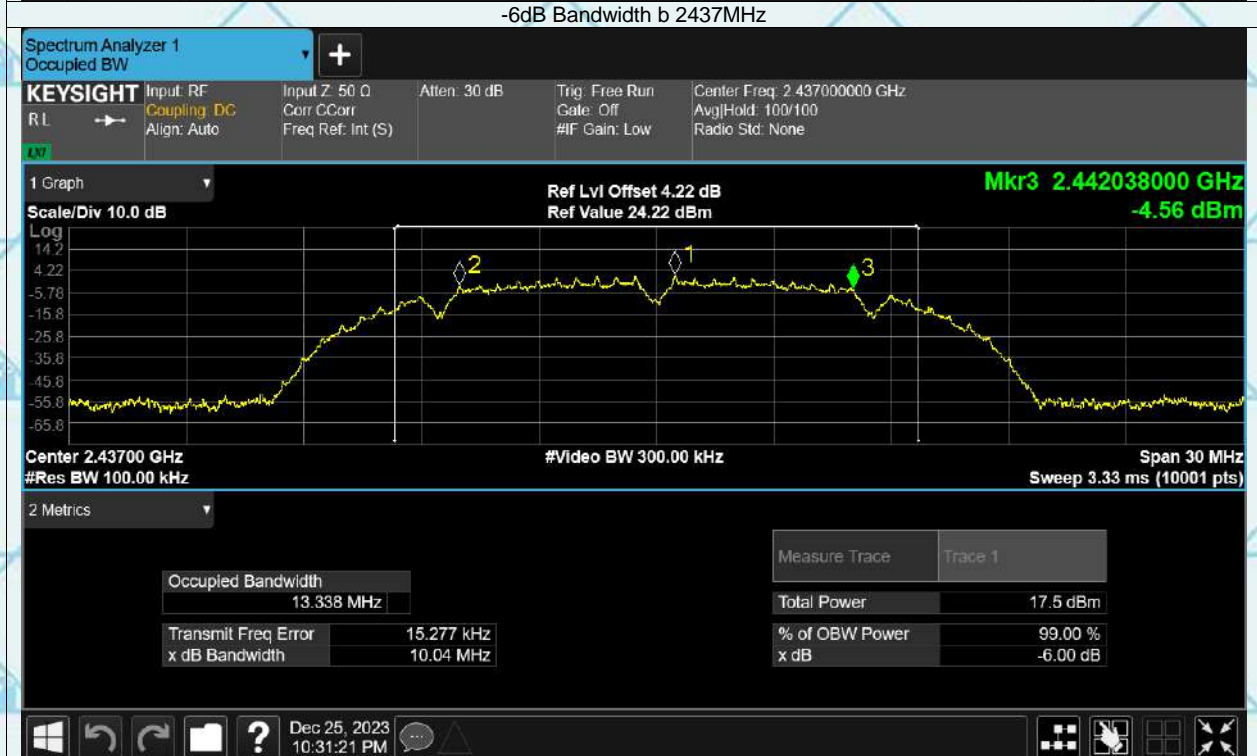 -6dB Bandwidth b 2437MHz
Spectrum Analyzer 1
Occupied BW
+
KEYSIGHT Input: RF Input Z: 50 Ω Atten: 30 dB Trig: Free Run Center Freq: 2.437000000 GHz
RL Coupling: DC Corr CCorr Gate: Off Avg|Hold: 100/100
Align: Auto Freq Ref: Int (S) #IF Gain: Low Radio Std: None
LXI
1 Graph Ref Lvl Offset 4.22 dB Mkr3 2.442038000 GHz
Scale/Div 10.0 dB Ref Value 24.22 dBm -4.56 dBm
Log
14.2
4.22
-5.78
-15.8
-25.8
-35.8
-45.8
-55.8
-65.8
2
1
3
Center 2.43700 GHz #Video BW 300.00 kHz Span 30 MHz
#Res BW 100.00 kHz Sweep 3.33 ms (10001 pts)
2 Metrics
Measure Trace Trace 1
Occupied Bandwidth
13.338 MHz Total Power 17.5 dBm
Transmit Freq Error 15.277 kHz % of OBW Power 99.00 %
x dB Bandwidth 10.04 MHz x dB -6.00 dB
? Dec 25, 2023
10:31:21 PM